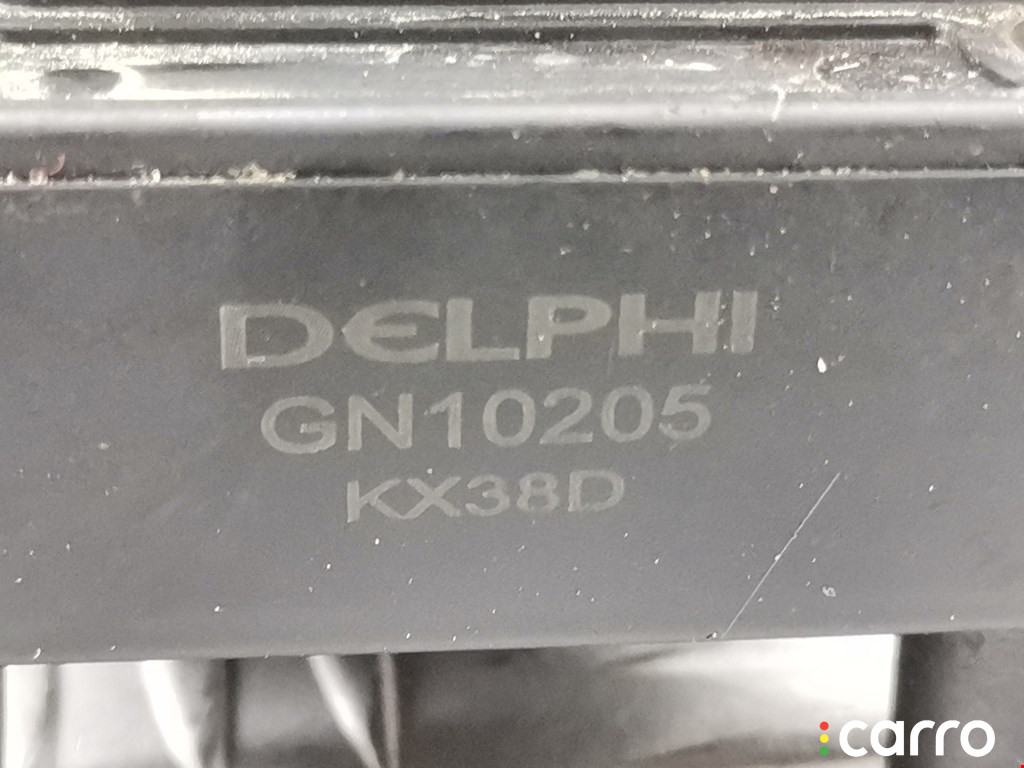 DELPHI
GN10205
KX38D
carro